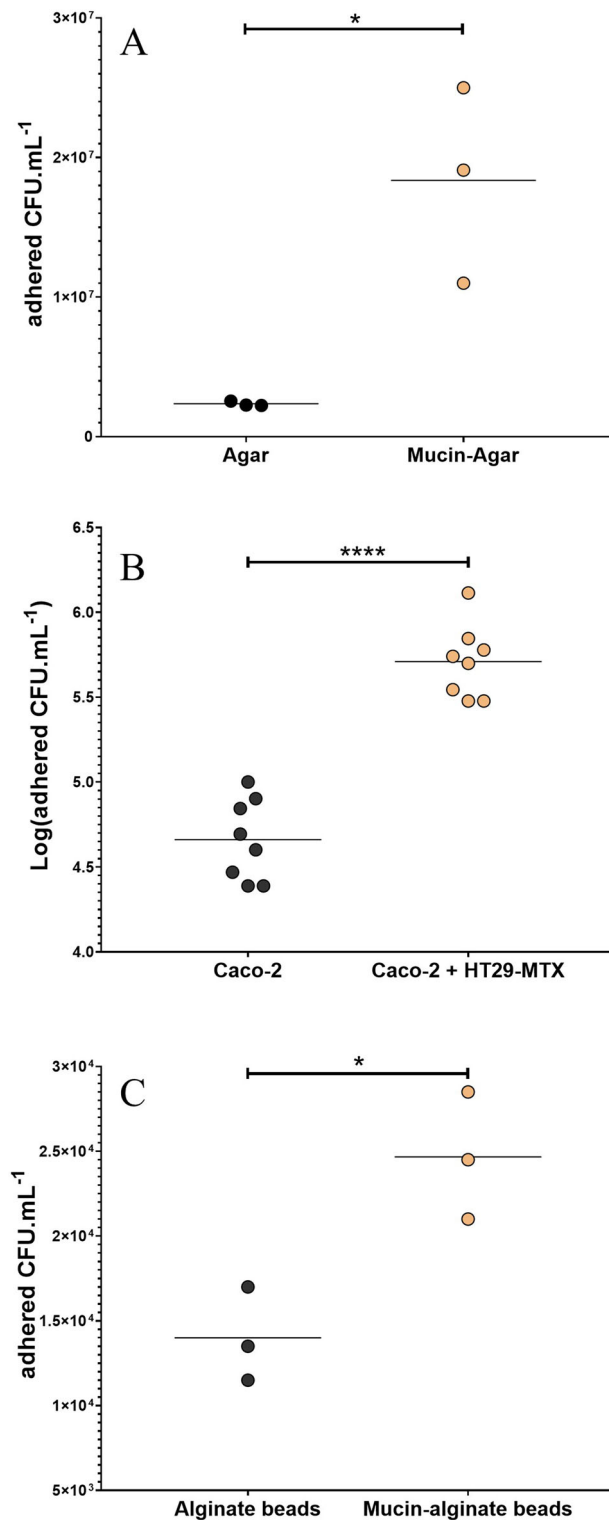 A
*
adhered CFU.mL⁻¹
3×10⁷
2×10⁷
1×10⁷
0
Agar
Mucin-Agar
B
****
Log(adhered CFU.mL⁻¹)
6.5
6.0
5.5
5.0
4.5
4.0
Caco-2
Caco-2 + HT29-MTX
C
*
adhered CFU.mL⁻¹
3×10⁴
2.5×10⁴
2×10⁴
1.5×10⁴
1×10⁴
5×10³
Alginate beads
Mucin-alginate beads